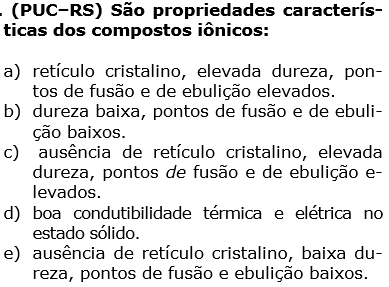 . (PUC–RS) São propriedades caracterís-
ticas dos compostos iônicos:
a) retículo cristalino, elevada dureza, pon-
tos de fusão e de ebulição elevados.
b) dureza baixa, pontos de fusão e de ebuli-
ção baixos.
c) ausência de retículo cristalino, elevada
dureza, pontos de fusão e de ebulição e-
levados.
d) boa condutibilidade térmica e elétrica no
estado sólido.
e) ausência de retículo cristalino, baixa du-
reza, pontos de fusão e ebulição baixos.